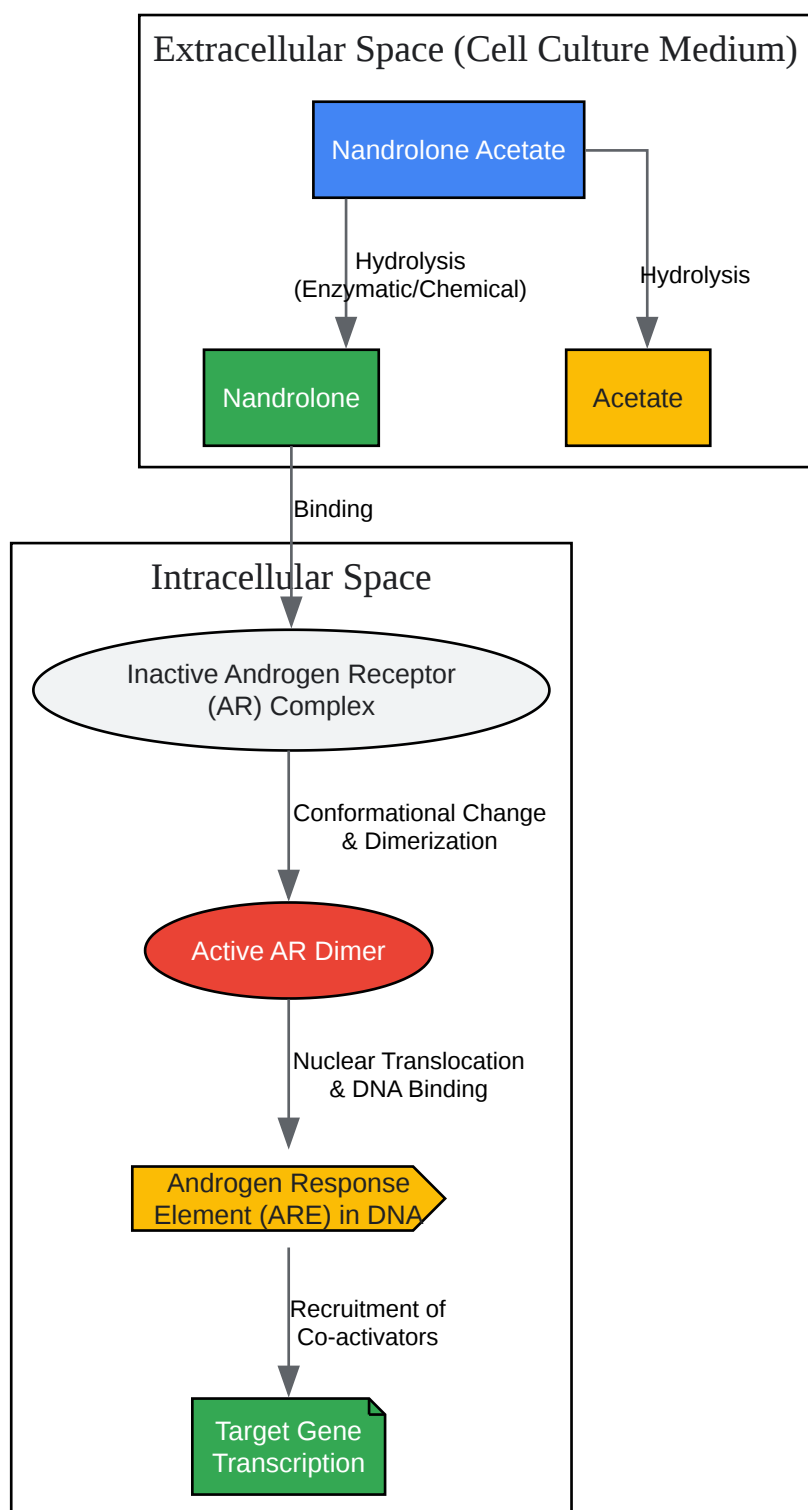 Extracellular Space (Cell Culture Medium)
Nandrolone Acetate
Hydrolysis
(Enzymatic/Chemical)
Hydrolysis
Nandrolone
Acetate
Binding
Intracellular Space
Inactive Androgen Receptor
(AR) Complex
Conformational Change
& Dimerization
Active AR Dimer
Nuclear Translocation
& DNA Binding
Androgen Response
Element (ARE) in DNA
Recruitment of
Co-activators
Target Gene
Transcription